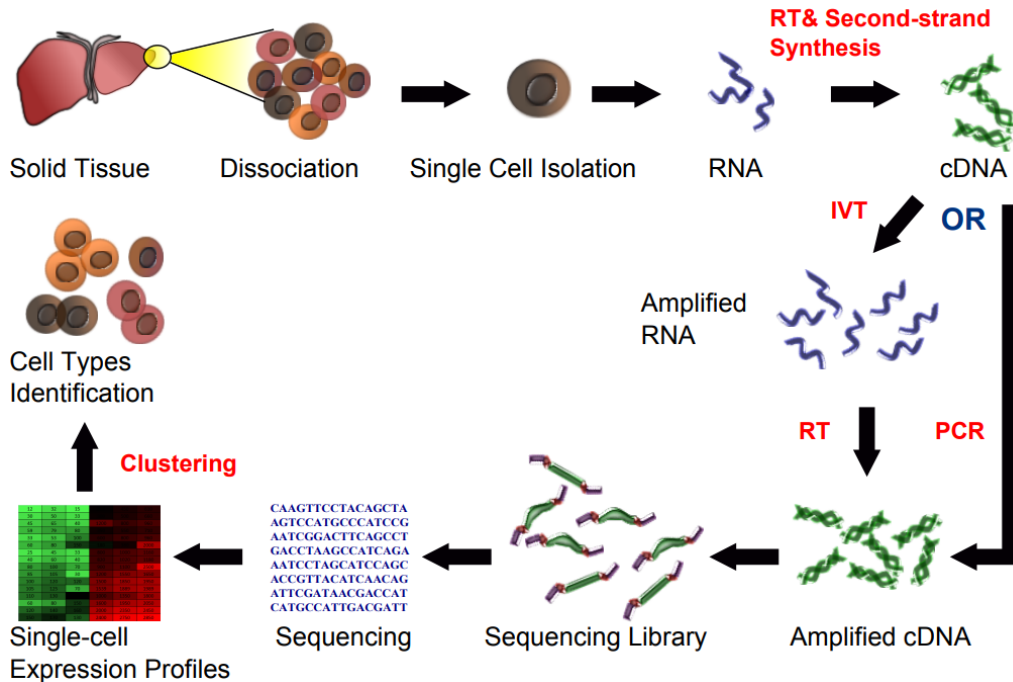 RT& Second-strand
Synthesis
Solid Tissue
Dissociation
Single Cell Isolation
RNA
cDNA
IVT
OR
Amplified
RNA
Cell Types
Identification
RT
PCR
Clustering
CAAGTTCCTACAGCTA
AGTCCATGCCCATCCG
AATCGGACTTCAGCCT
GACCTAAGCCATCAGA
AATCCTAGCATCCAGC
ACCGTTACATCAACAG
ATTCGATAACGACCAT
CATGCCATTGACGATT
Single-cell
Expression Profiles
Sequencing
Sequencing Library
Amplified cDNA